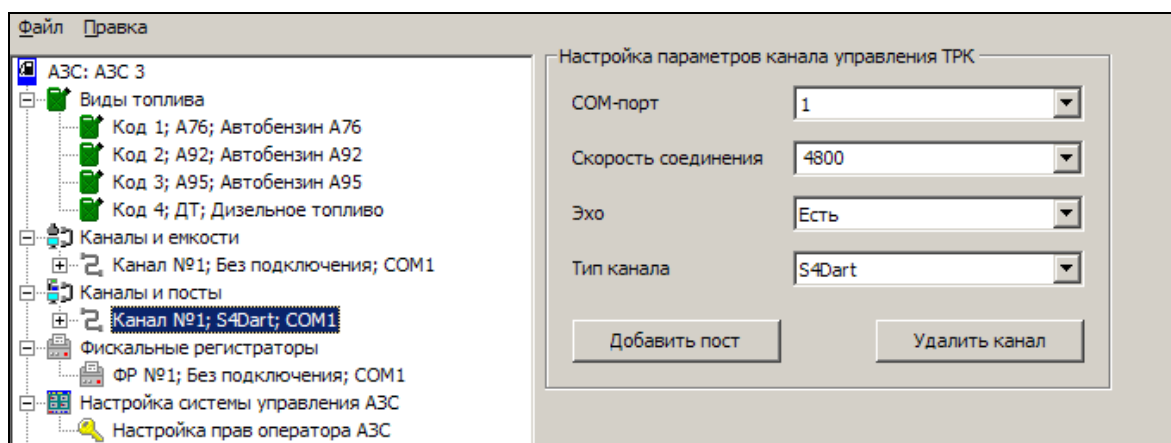 Файл Правка
АЗС: АЗС 3
Виды топлива
Код 1; А76; Автобензин А76
Код 2; А92; Автобензин А92
Код 3; А95; Автобензин А95
Код 4; ДТ; Дизельное топливо
Каналы и емкости
Канал №1; Без подключения; COM1
Каналы и посты
Канал №1; S4Dart; COM1
Фискальные регистраторы
ФР №1; Без подключения; COM1
Настройка системы управления АЗС
Настройка прав оператора АЗС
Настройка параметров канала управления ТРК
COM-порт 1
Скорость соединения 4800
Эхо Есть
Тип канала S4Dart
Добавить пост Удалить канал